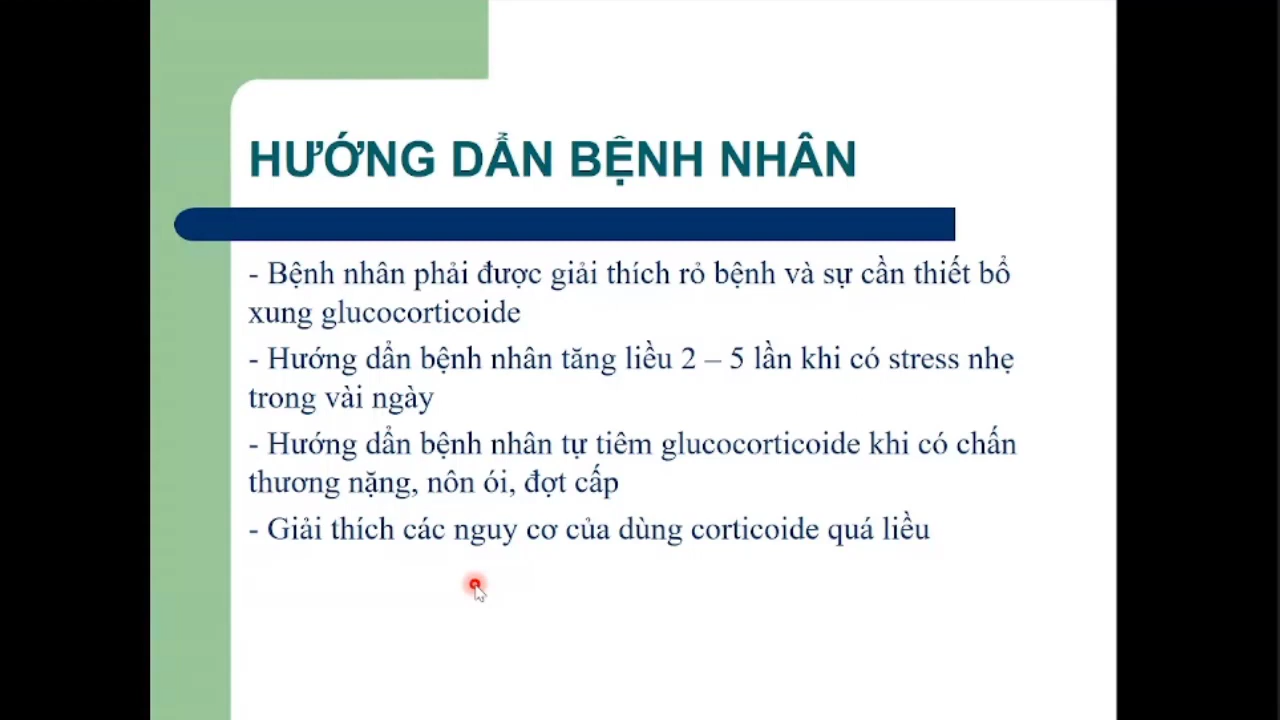 HƯỚNG DẨN BỆNH NHÂN
- Bệnh nhân phải được giải thích rỏ bệnh và sự cần thiết bổ
xung glucocorticoide
- Hướng dẩn bệnh nhân tăng liều 2 – 5 lần khi có stress nhẹ
trong vài ngày
- Hướng dẩn bệnh nhân tự tiêm glucocorticoide khi có chấn
thương nặng, nôn ói, đợt cấp
- Giải thích các nguy cơ của dùng corticoide quá liều